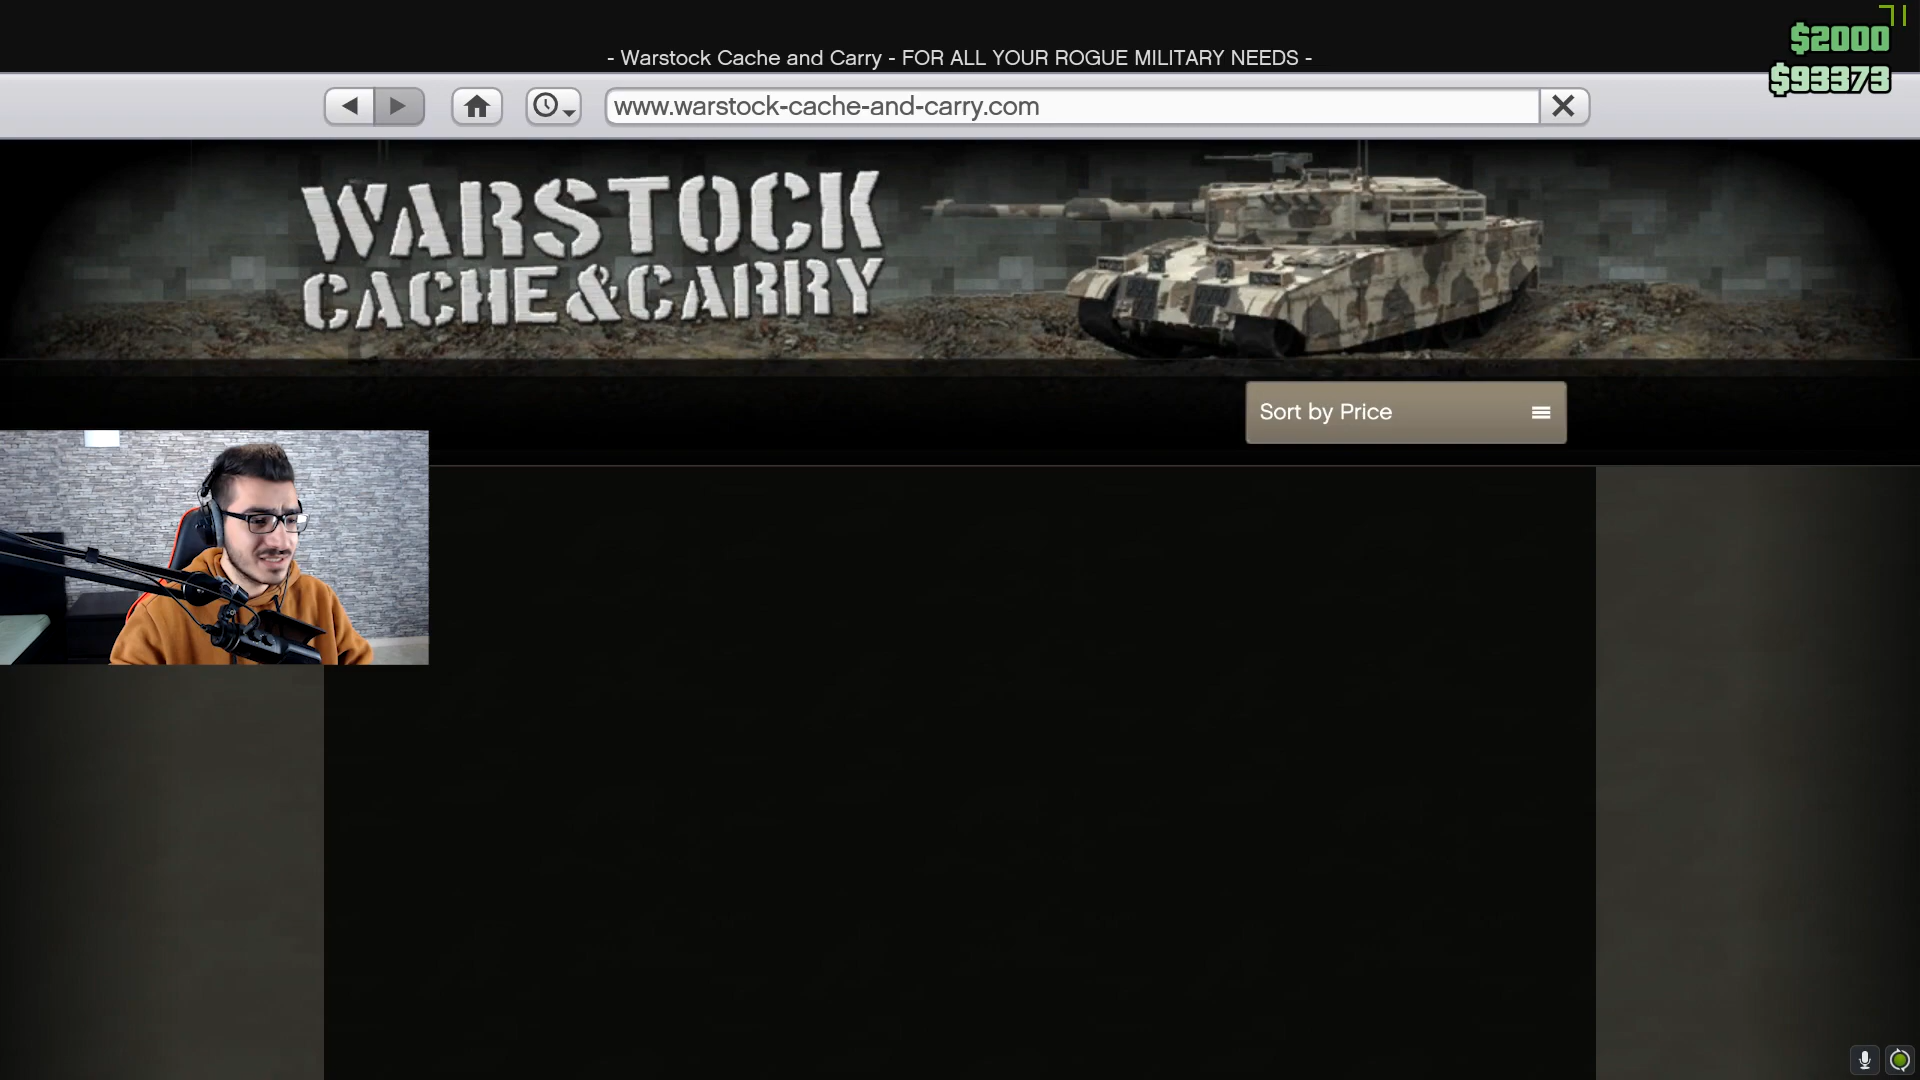 - Warstock Cache and Carry - FOR ALL YOUR ROGUE MILITARY NEEDS -
$2000
$93373
www.warstock-cache-and-carry.com
WARSTOCK
CACHE & CARRY
Sort by Price